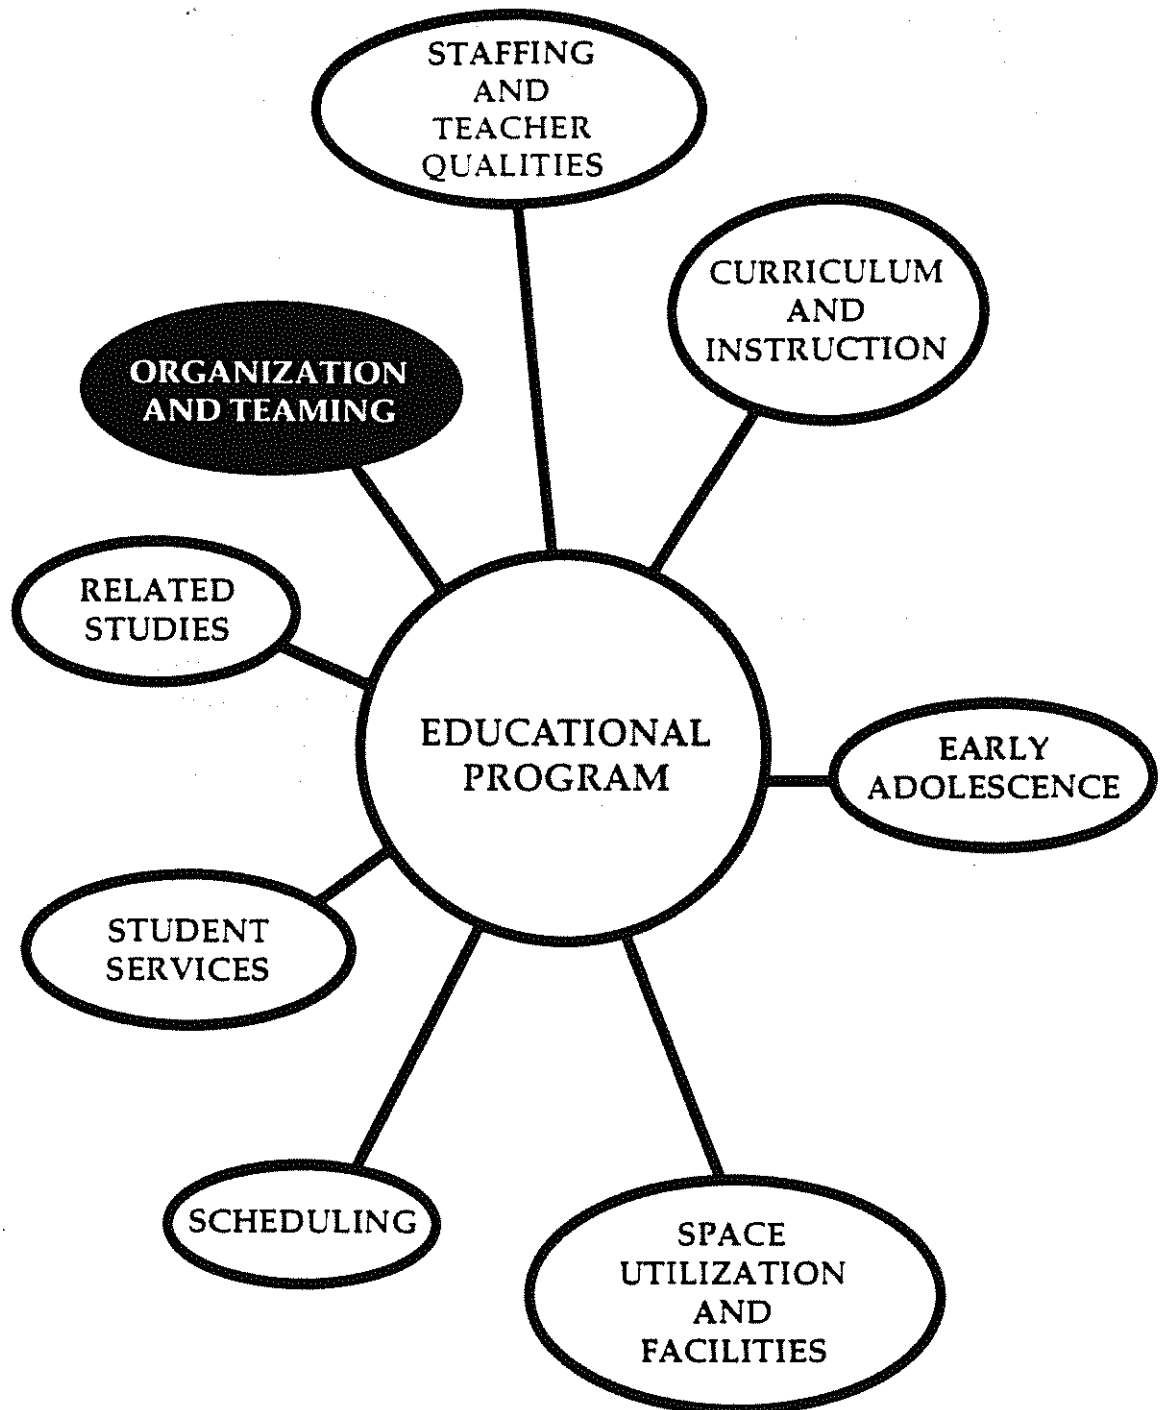 STAFFING
AND
TEACHER
QUALITIES
CURRICULUM
AND
INSTRUCTION
ORGANIZATION
AND TEAMING
RELATED
STUDIES
EDUCATIONAL
PROGRAM
EARLY
ADOLESCENCE
STUDENT
SERVICES
SCHEDULING
SPACE
UTILIZATION
AND
FACILITIES